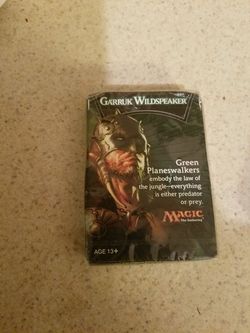 GARRUK WILDSPEAKER
Green
Planeswalkers
embody the law of
the jungle—everything
is either predator
or prey.
MAGIC
The Gathering
AGE 13+